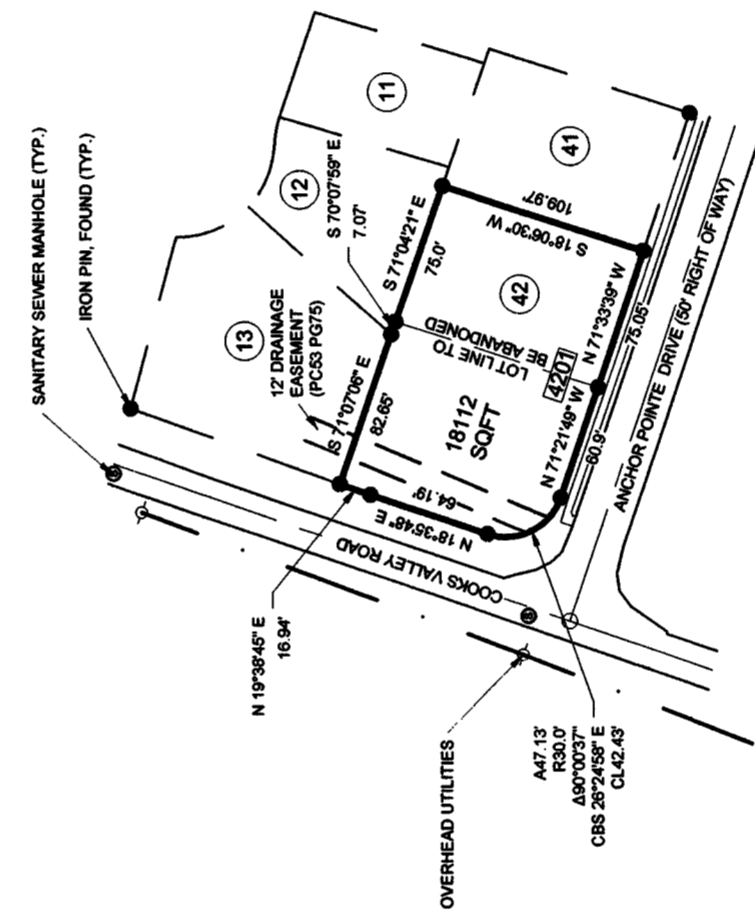 SANITARY SEWER MANHOLE (TYP.)
IRON PIN, FOUND (TYP.)
11
12
13
41
42
S 70°07'59" E
7.07'
S 71°04'21" E
75.0'
12' DRAINAGE
EASEMENT
(PC53 PG75)
S 71°07'06" E
82.65'
109.97'
S 18°06'30" W
LOT LINE TO
BE ABANDONED
4201
18112
SQFT
N 71°33'39" W
75.05'
N 71°21'49" W
60.9'
64.19'
N 18°35'48" E
N 19°38'45" E
16.94'
COOKS VALLEY ROAD
ANCHOR POINTE DRIVE (50' RIGHT OF WAY)
S
S
OVERHEAD UTILITIES
A47.13'
R30.0'
Δ90°00'37"
CBS 26°24'58" E
CL42.43'